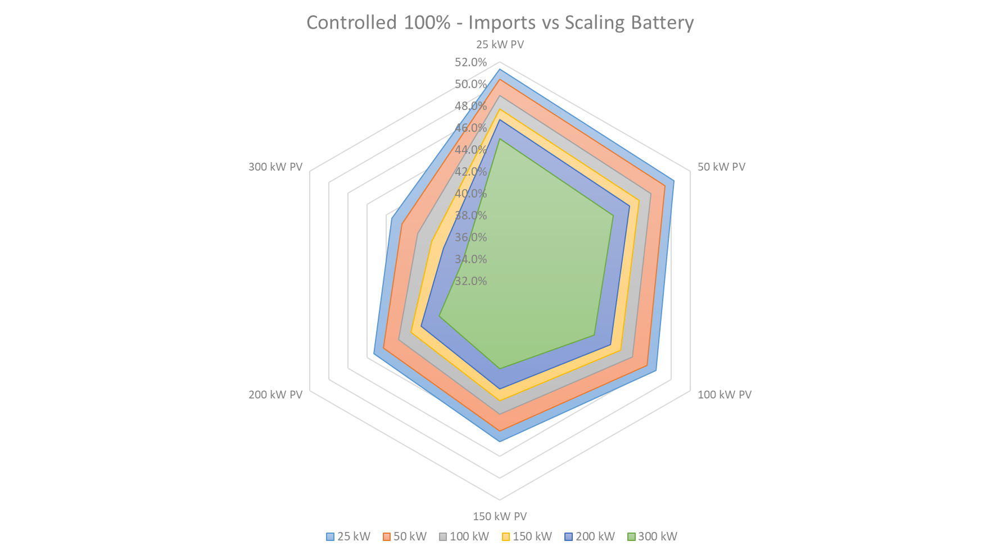 Controlled 100% - Imports vs Scaling Battery
25 kW PV
52.0%
50.0%
48.0%
46.0%
44.0%
42.0%
40.0%
38.0%
36.0%
34.0%
32.0%
300 kW PV
50 kW PV
200 kW PV
100 kW PV
150 kW PV
25 kW 50 kW 100 kW 150 kW 200 kW 300 kW